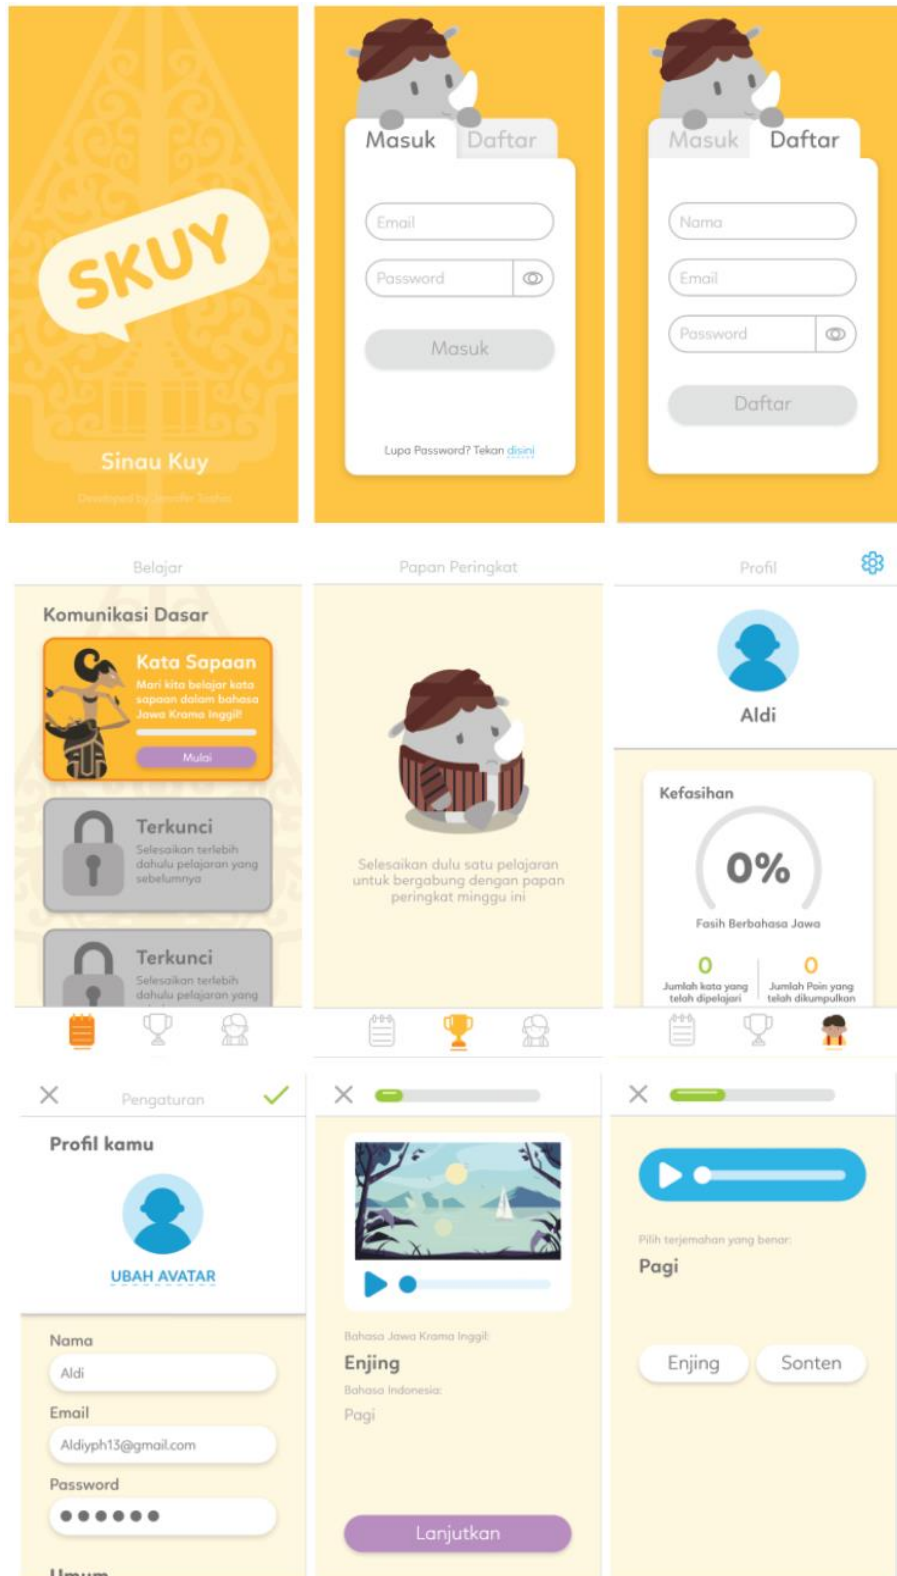 SKUY
Sinau Kuy
Masuk Daftar
Email
Password
Masuk
Lupa Password? Tekan disini
Masuk Daftar
Nama
Email
Password
Daftar
Belajar
Komunikasi Dasar
Kata Sapaan
Mari kita belajar kata
sapaan dalam bahasa
Jawa Krama Inggil!
Mulai
Terkunci
Selesaikan terlebih
dahulu pelajaran yang
sebelumnya
Terkunci
Selesaikan terlebih
dahulu pelajaran yang
Papan Peringkat
Selesaikan dulu satu pelajaran
untuk bergabung dengan papan
peringkat minggu ini
Profil
Aldi
Kefasihan
0%
Fasih Berbahasa Jawa
0
Jumlah kata yang
telah dipelajari
0
Jumlah Poin yang
telah dikumpulkan
Pengaturan
Profil kamu
UBAH AVATAR
Nama
Aldi
Email
Aldiyph13@gmail.com
Password
Umum
Bahasa Jawa Krama Inggil:
Enjing
Bahasa Indonesia:
Pagi
Lanjutkan
Pilih terjemahan yang benar:
Pagi
Enjing
Sonten